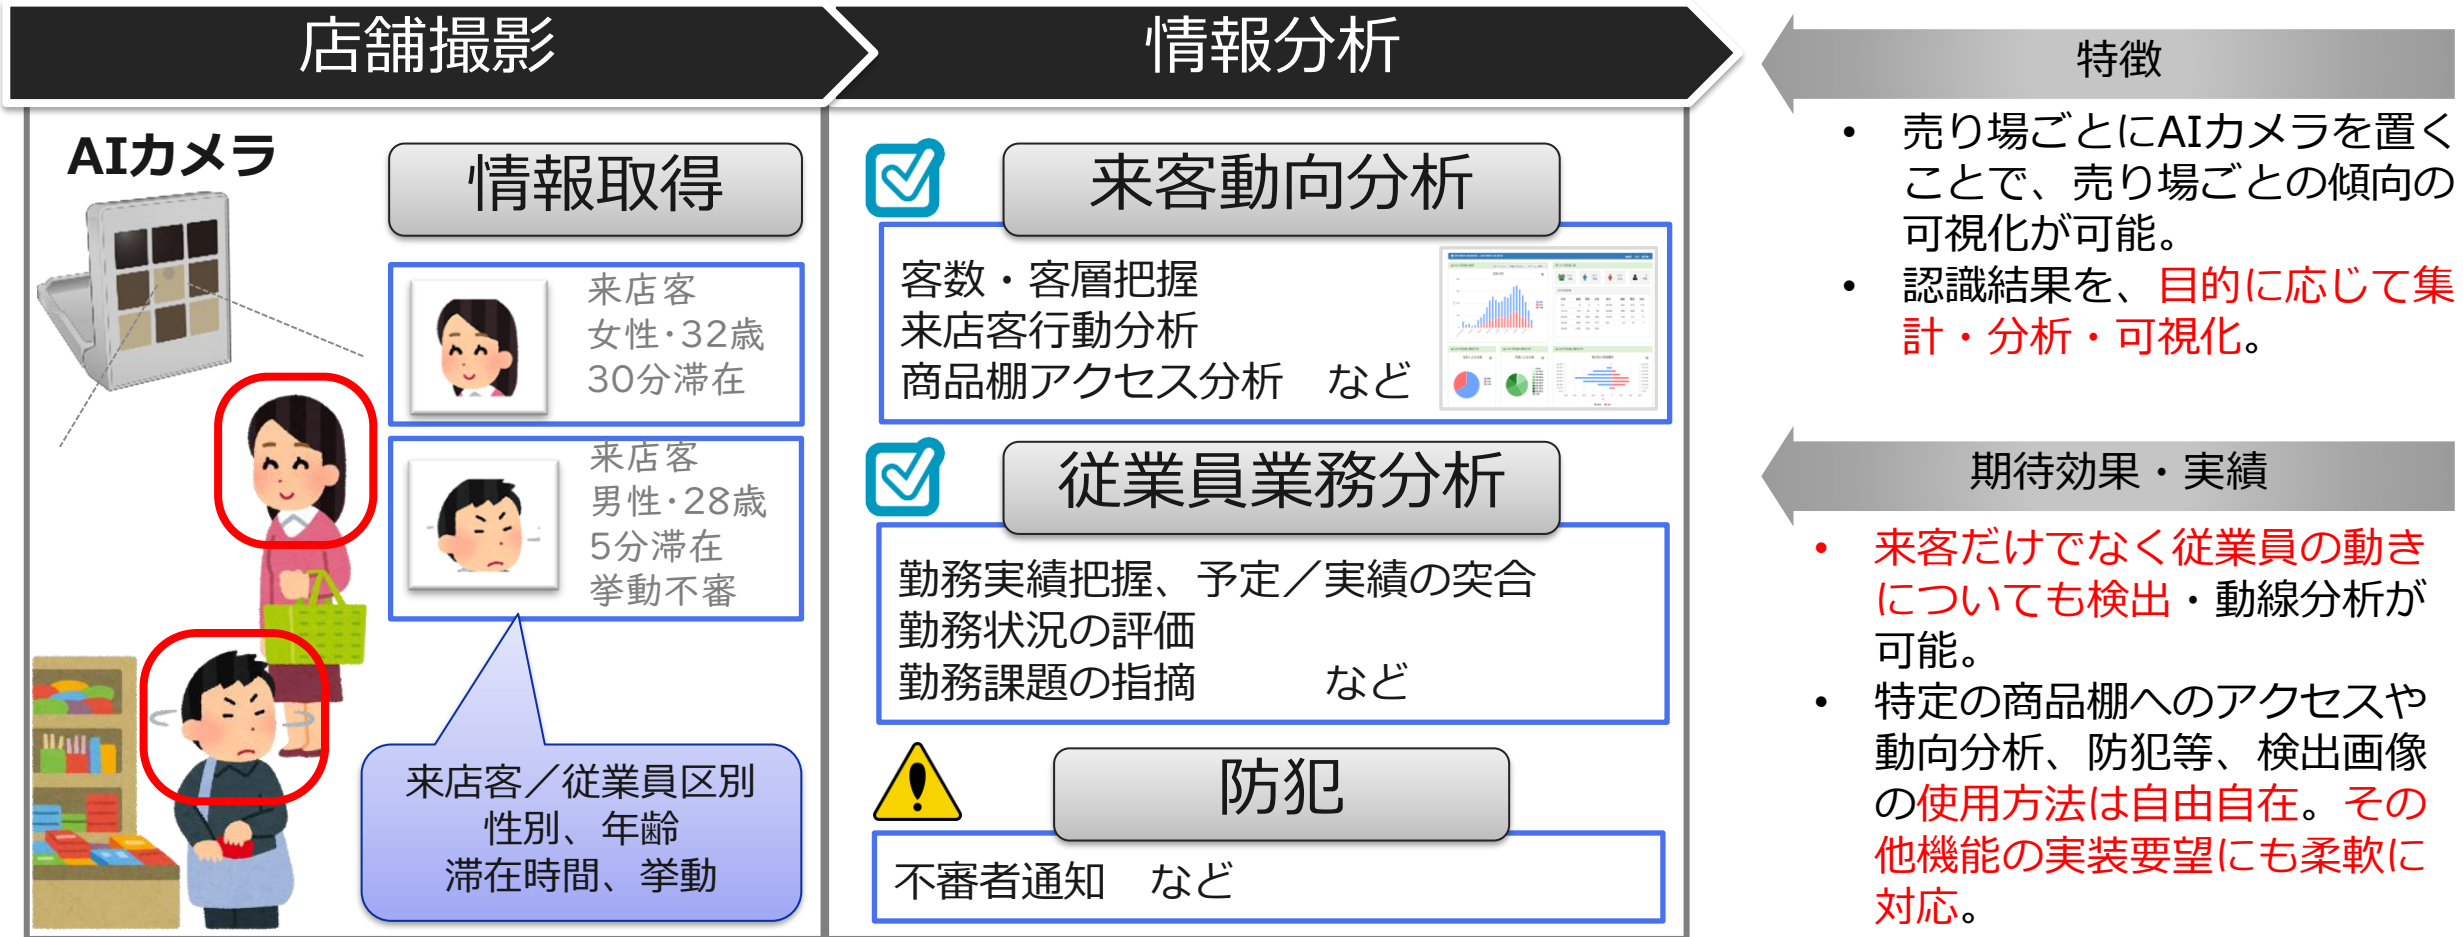 店舗撮影
情報分析
AIカメラ
情報取得
来店客
女性・32歳
30分滞在
来店客
男性・28歳
5分滞在
挙動不審
来店客／従業員区別
性別、年齢
滞在時間、挙動
来客動向分析
客数・客層把握
来店客行動分析
商品棚アクセス分析　など
従業員業務分析
勤務実績把握、予定／実績の突合
勤務状況の評価
勤務課題の指摘　　　など
防犯
不審者通知　など
特徴
• 売り場ごとにAIカメラを置く
ことで、売り場ごとの傾向の
可視化が可能。
• 認識結果を、目的に応じて集
計・分析・可視化。
期待効果・実績
• 来客だけでなく従業員の動き
についても検出・動線分析が
可能。
• 特定の商品棚へのアクセスや
動向分析、防犯等、検出画像
の使用方法は自由自在。その
他機能の実装要望にも柔軟に
対応。